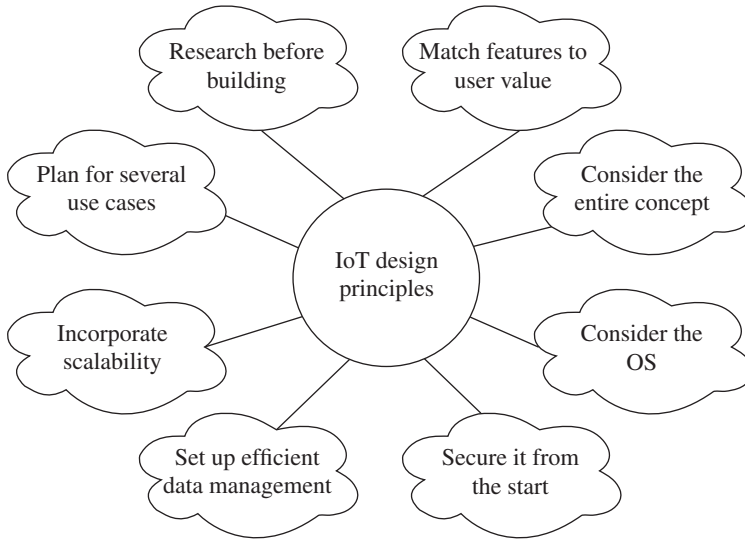 Research before
building
Match features to
user value
Plan for several
use cases
Consider the
entire concept
IoT design
principles
Incorporate
scalability
Consider the
OS
Set up efficient
data management
Secure it from
the start